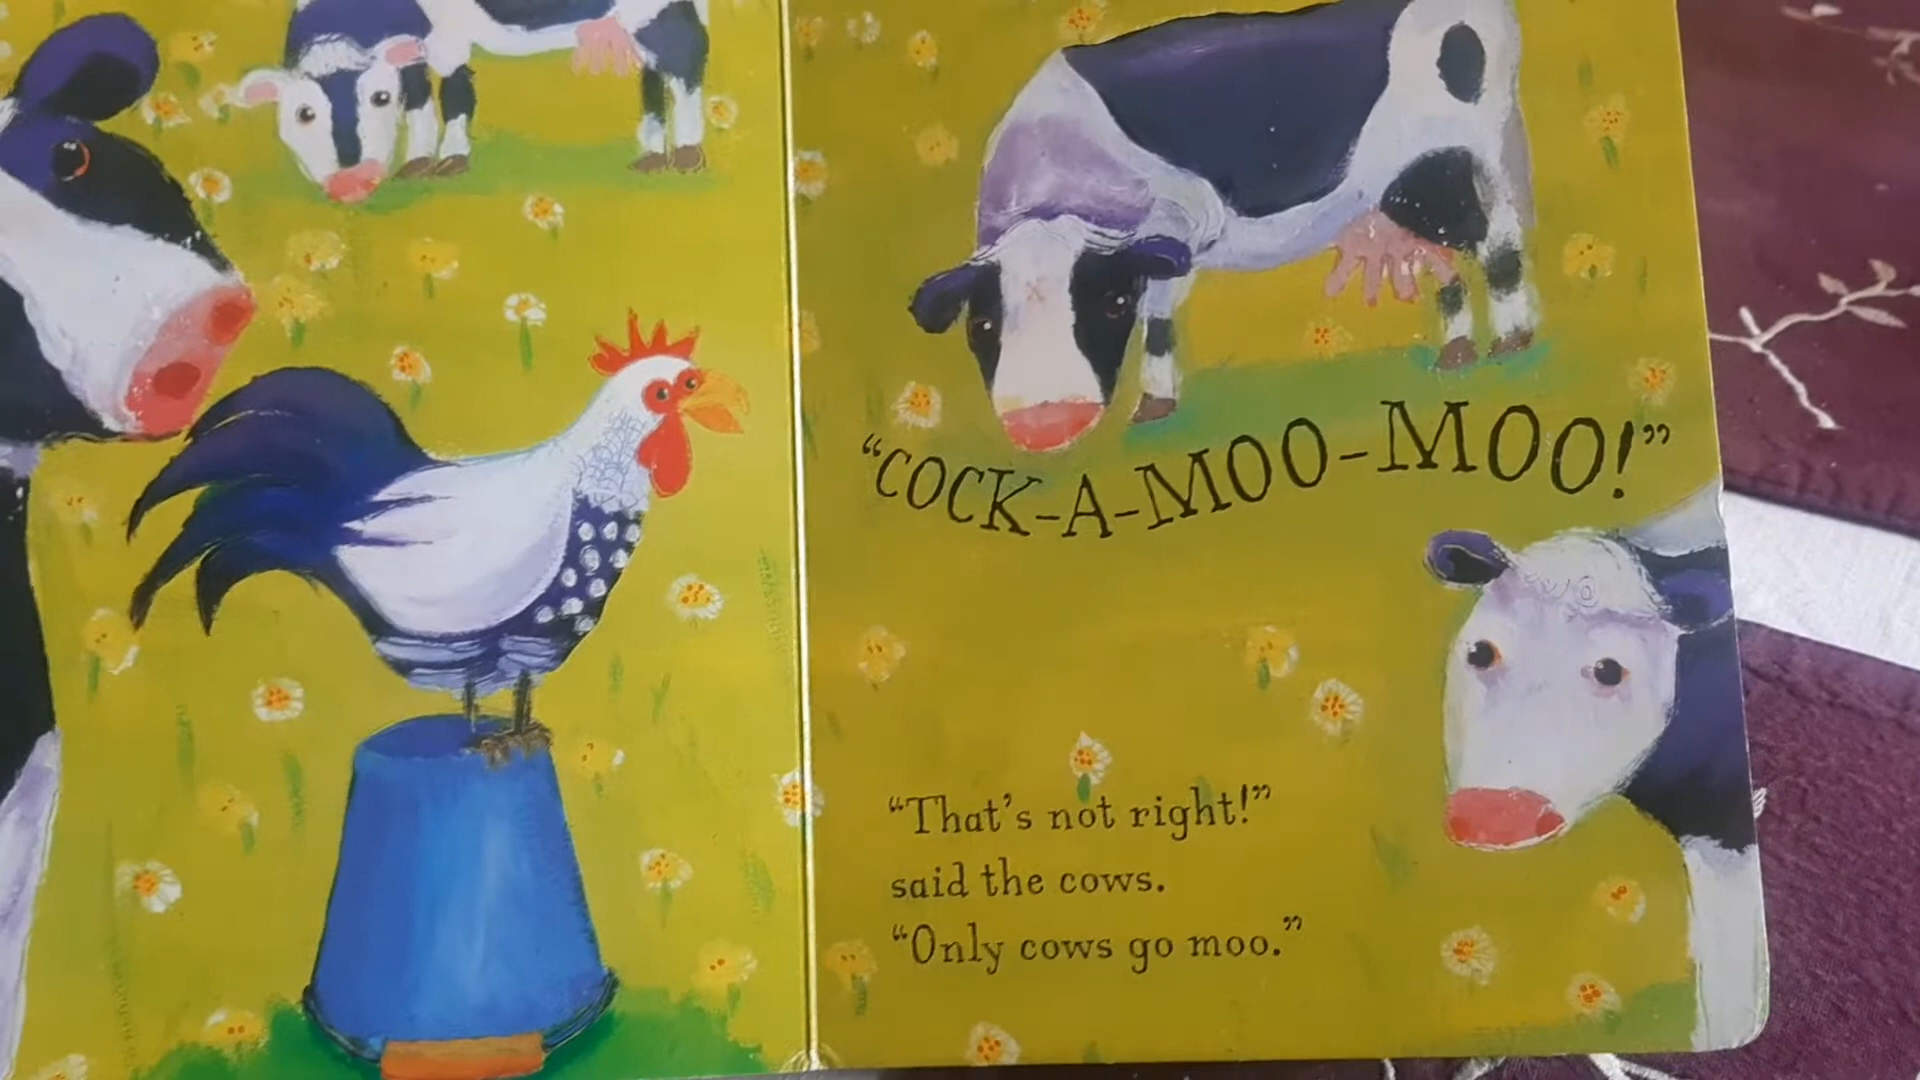 “COCK-A-MOO-MOO!”
“That's not right!”
said the cows.
“Only cows go moo.”